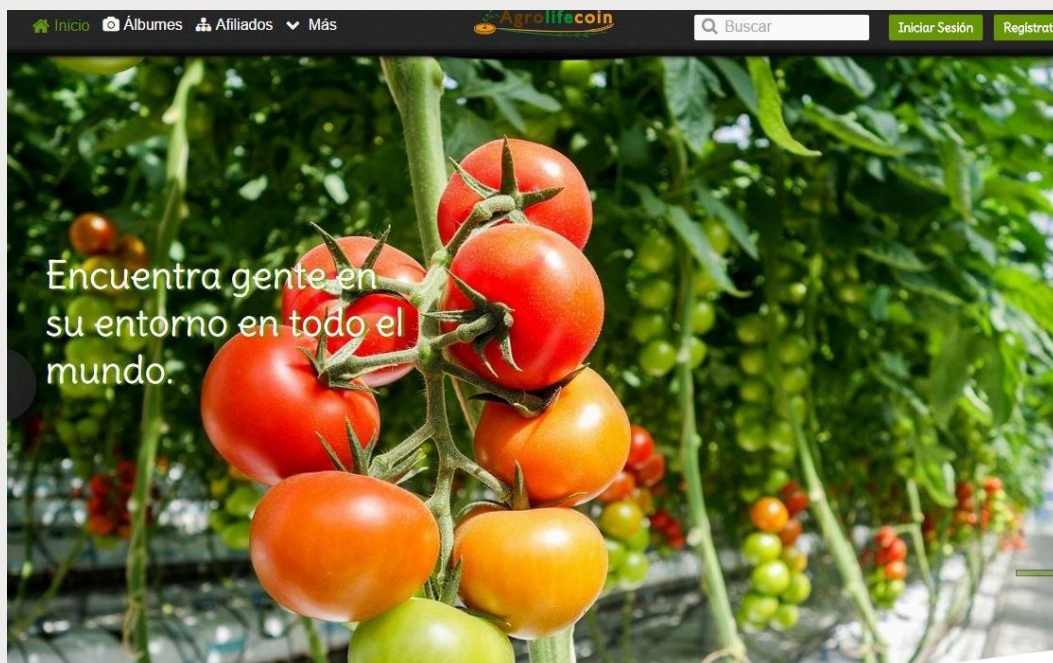 Inicio
Álbumes
Afiliados
Más
Agrolifecoin
Buscar
Iniciar Sesión
Registrat
Encuentra gente en
su entorno en todo el
mundo.